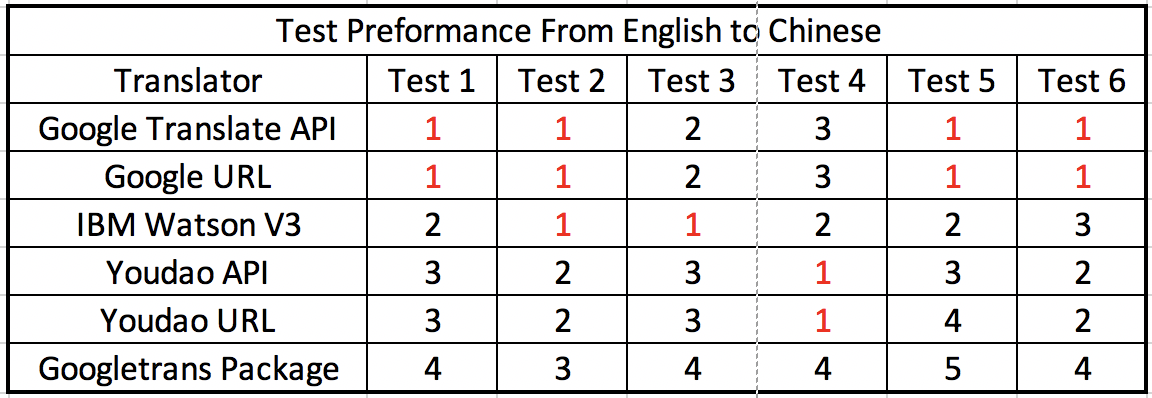 Test Preformance From English to Chinese
Translator Test 1 Test 2 Test 3 Test 4 Test 5 Test 6
Google Translate API 1 1 2 3 1 1
Google URL 1 1 2 3 1 1
IBM Watson V3 2 1 1 2 2 3
Youdao API 3 2 3 1 3 2
Youdao URL 3 2 3 1 4 2
Googletrans Package 4 3 4 4 5 4